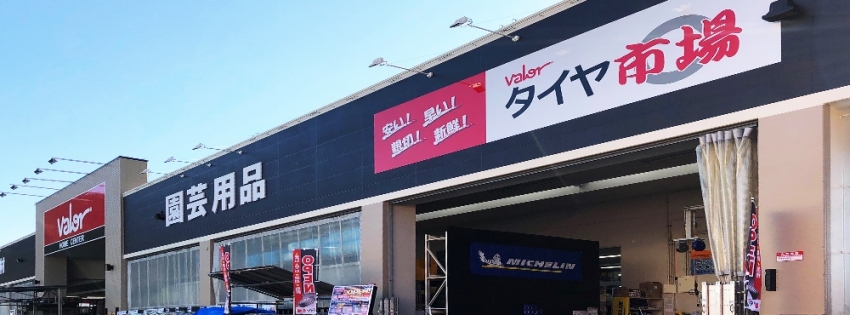 Valor
タイヤ市場
安い! 早い!
親切! 新鮮!
園芸用品
Valor
HOME CENTER
MICHELIN
OPEN